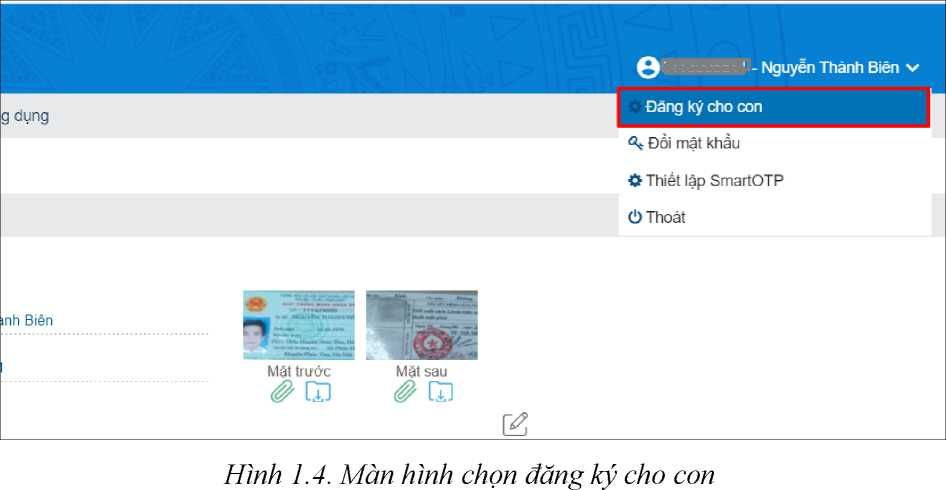 - Nguyễn Thành Biên
g dụng
Đăng ký cho con
Đổi mật khẩu
Thiết lập SmartOTP
Thoát
ành Biên
Mặt trước
Mặt sau
Hình 1.4. Màn hình chọn đăng ký cho con